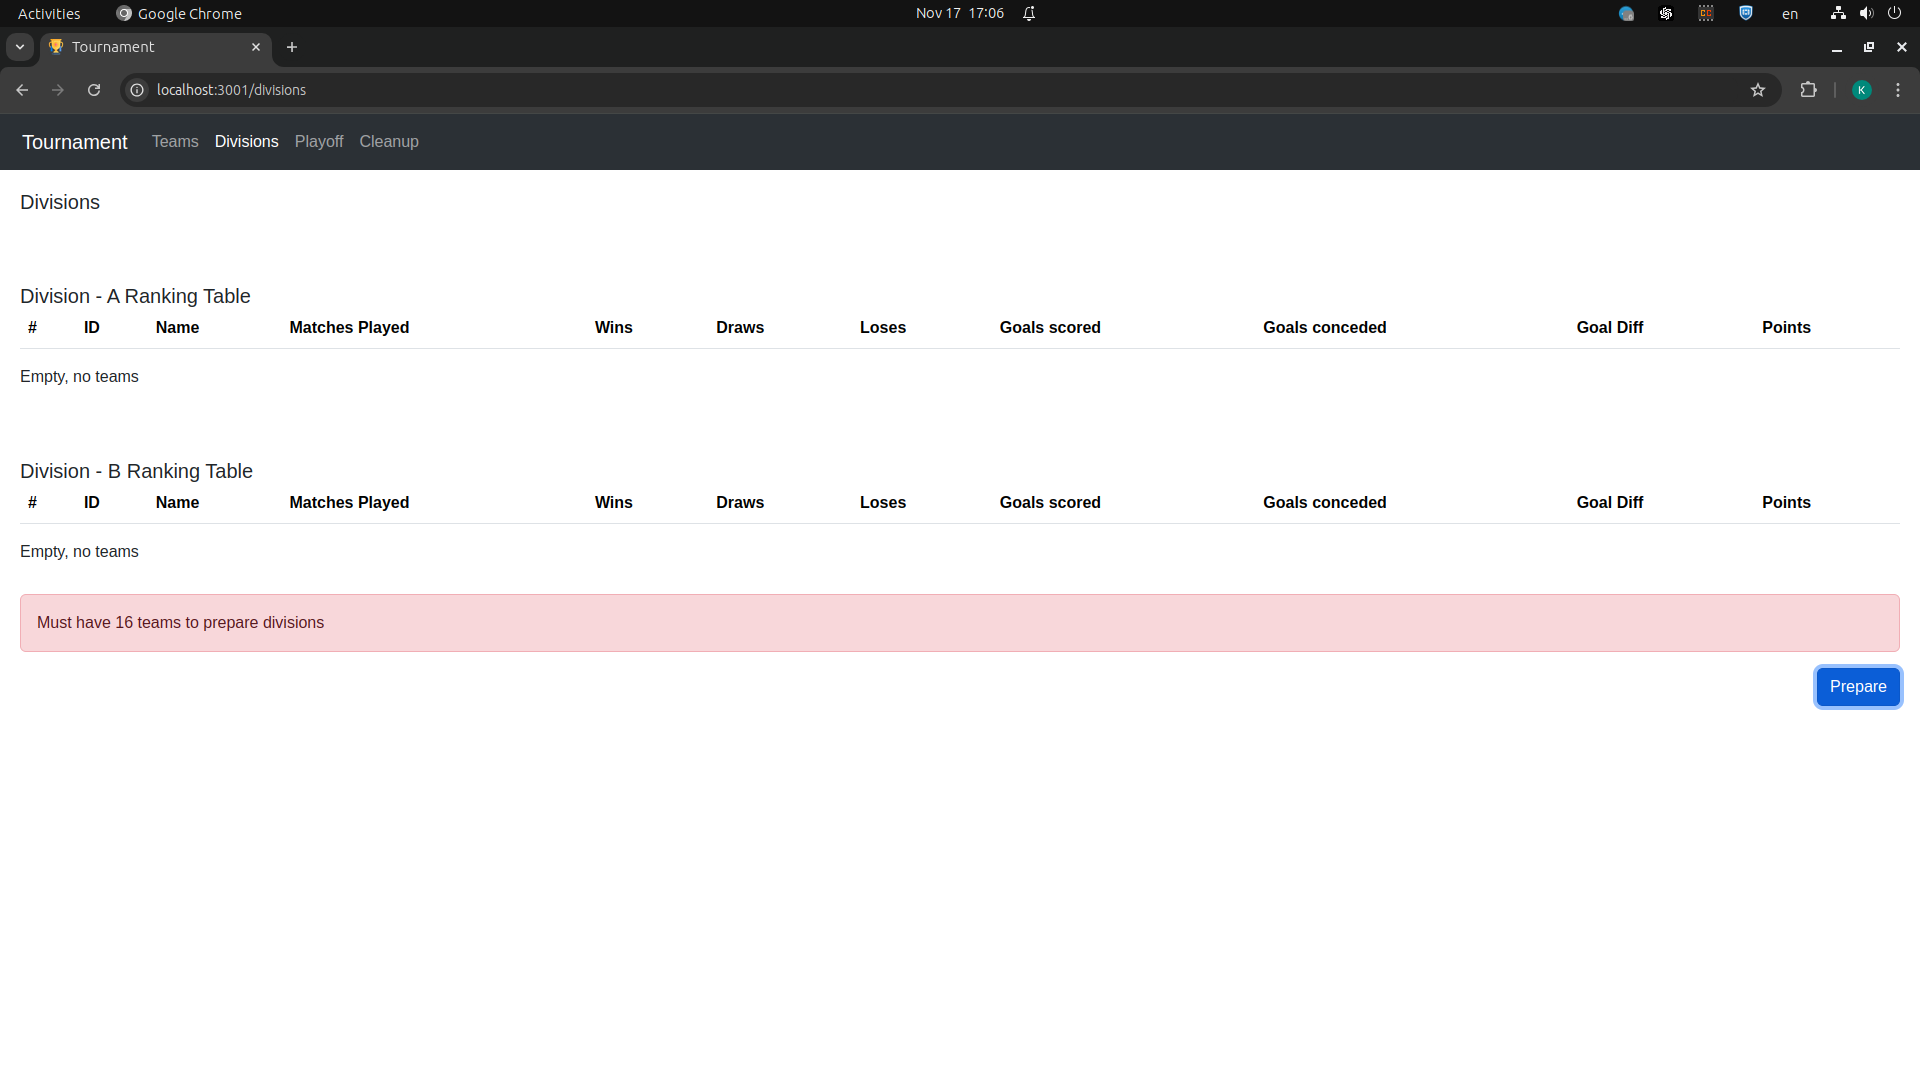 Activities Google Chrome Nov 17 17:06 en
Tournament
localhost:3001/divisions K
Tournament Teams Divisions Playoff Cleanup
Divisions
Division - A Ranking Table
# ID Name Matches Played Wins Draws Loses Goals scored Goals conceded Goal Diff Points
Empty, no teams
Division - B Ranking Table
# ID Name Matches Played Wins Draws Loses Goals scored Goals conceded Goal Diff Points
Empty, no teams
Must have 16 teams to prepare divisions
Prepare